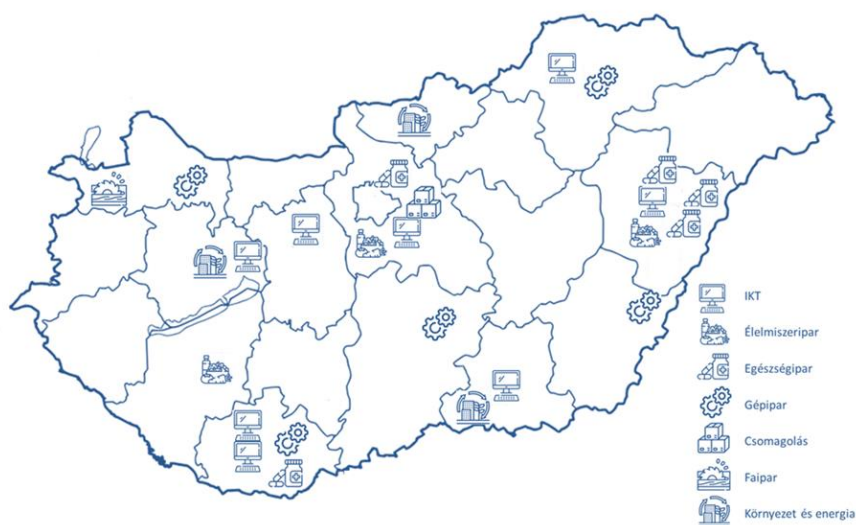 IKT
Élelmiszeripar
Egészségipar
Gépipar
Csomagolás
Faipar
Környezet és energia